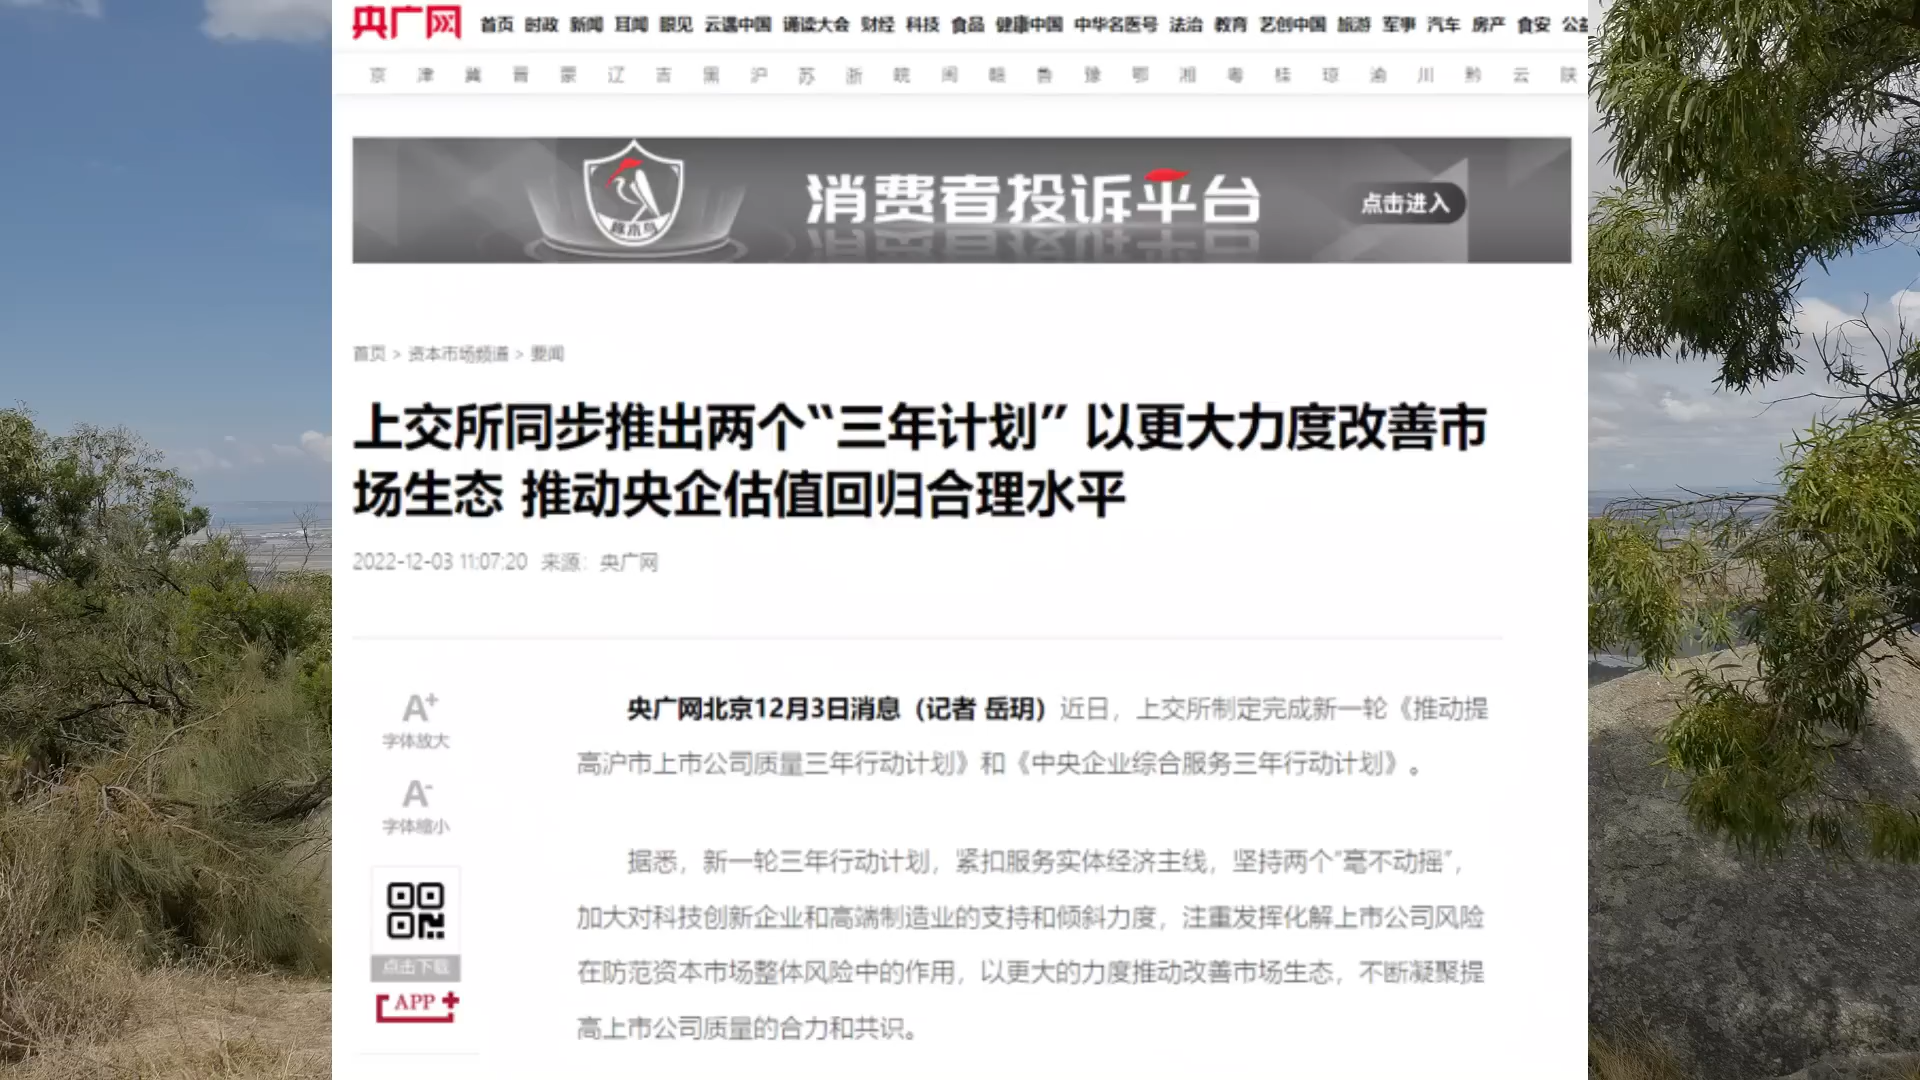 央广网 首页 时政 新闻 耳闻 眼见 云遇中国 诵读大会 财经 科技 食品 健康中国 中华名医号 法治 教育 艺创中国 旅游 军事 汽车 房产 食安 公益
京 津 冀 晋 蒙 辽 吉 黑 沪 苏 浙 皖 闽 赣 鲁 豫 鄂 湘 粤 桂 琼 渝 川 黔 云 陕
啄木鸟 消费者投诉平台 点击进入
首页 > 资本市场频道 > 要闻
上交所同步推出两个“三年计划” 以更大力度改善市
场生态 推动央企估值回归合理水平
2022-12-03 11:07:20 来源：央广网
A+
字体放大
A-
字体缩小
点击下载
APP
央广网北京12月3日消息（记者 岳玥）近日，上交所制定完成新一轮《推动提
高沪市上市公司质量三年行动计划》和《中央企业综合服务三年行动计划》。
据悉，新一轮三年行动计划，紧扣服务实体经济主线，坚持两个“毫不动摇”，
加大对科技创新企业和高端制造业的支持和倾斜力度，注重发挥化解上市公司风险
在防范资本市场整体风险中的作用，以更大的力度推动改善市场生态，不断凝聚提
高上市公司质量的合力和共识。